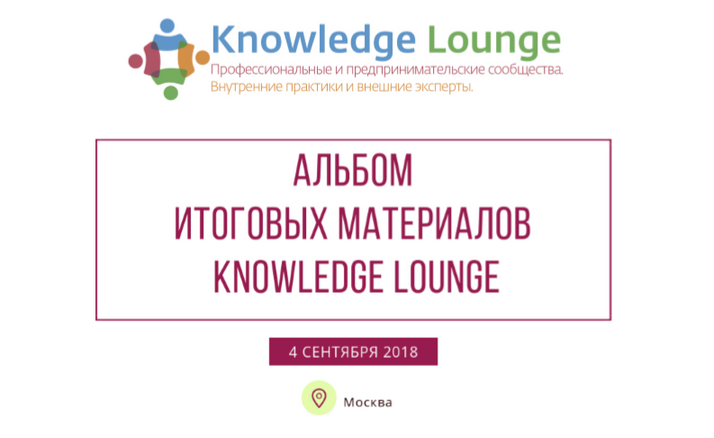 Knowledge Lounge
Профессиональные и предпринимательские сообщества.
Внутренние практики и внешние эксперты.
АЛЬБОМ
ИТОГОВЫХ МАТЕРИАЛОВ
KNOWLEDGE LOUNGE
4 СЕНТЯБРЯ 2018
Москва